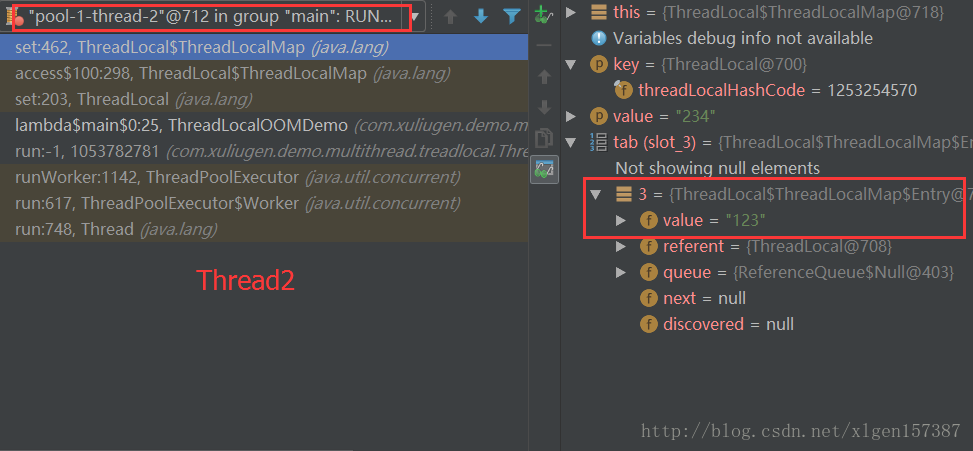 "pool-1-thread-2"@712 in group "main": RUN...
set:462, ThreadLocal$ThreadLocalMap (java.lang)
access$100:298, ThreadLocal$ThreadLocalMap (java.lang)
set:203, ThreadLocal (java.lang)
lambda$main$0:25, ThreadLocalOOMDemo (com.xuliugen.demo.m
run:-1, 1053782781 (com.xuliugen.demo.multithread.treadlocal.Thre
runWorker:1142, ThreadPoolExecutor (java.util.concurrent)
run:617, ThreadPoolExecutor$Worker (java.util.concurrent)
run:748, Thread (java.lang)
Thread2
this = {ThreadLocal$ThreadLocalMap@718}
Variables debug info not available
p key = {ThreadLocal@700}
f threadLocalHashCode = 1253254570
p value = "234"
tab (slot_3) = {ThreadLocal$ThreadLocalMap$En
Not showing null elements
3 = {ThreadLocal$ThreadLocalMap$Entry@7
f value = "123"
f referent = {ThreadLocal@708}
f queue = {ReferenceQueue$Null@403}
f next = null
f discovered = null
http://blog.csdn.net/xlgen157387